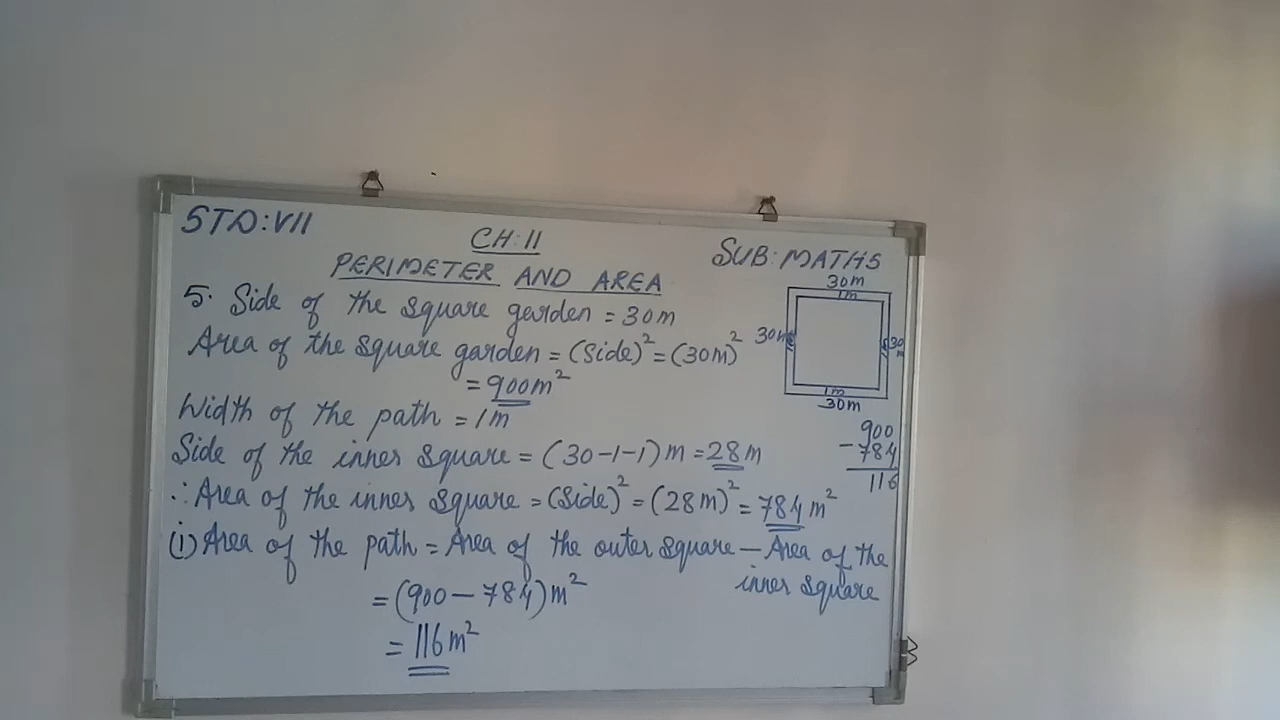 STD:VII
CH:11
SUB:MATHS
PERIMETER AND AREA
5. Side of the square garden = 30m
Area of the square garden = (Side)² = (30m)²
= 900m²
Width of the path = 1m
Side of the inner square = (30-1-1)m = 28m
∴ Area of the inner square = (Side)² = (28m)² = 784m²
(i) Area of the path = Area of the outer square — Area of the
inner square
= (900 — 784)m²
= 116m²
30m
1m
30m
30m
1m
30m
900
-784
116